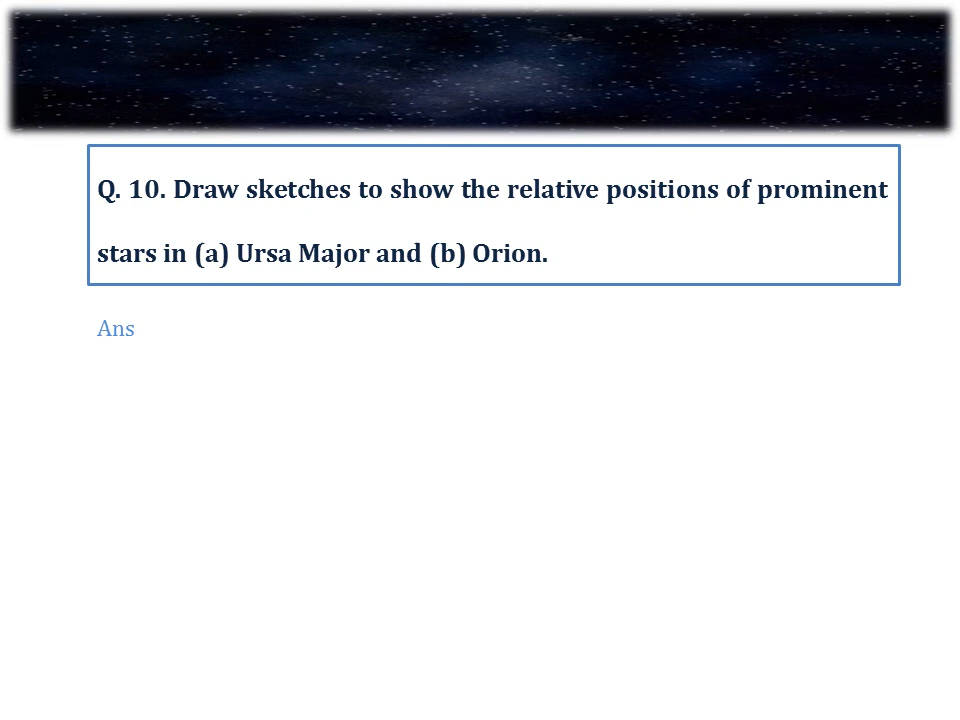 Q. 10. Draw sketches to show the relative positions of prominent
stars in (a) Ursa Major and (b) Orion.
Ans